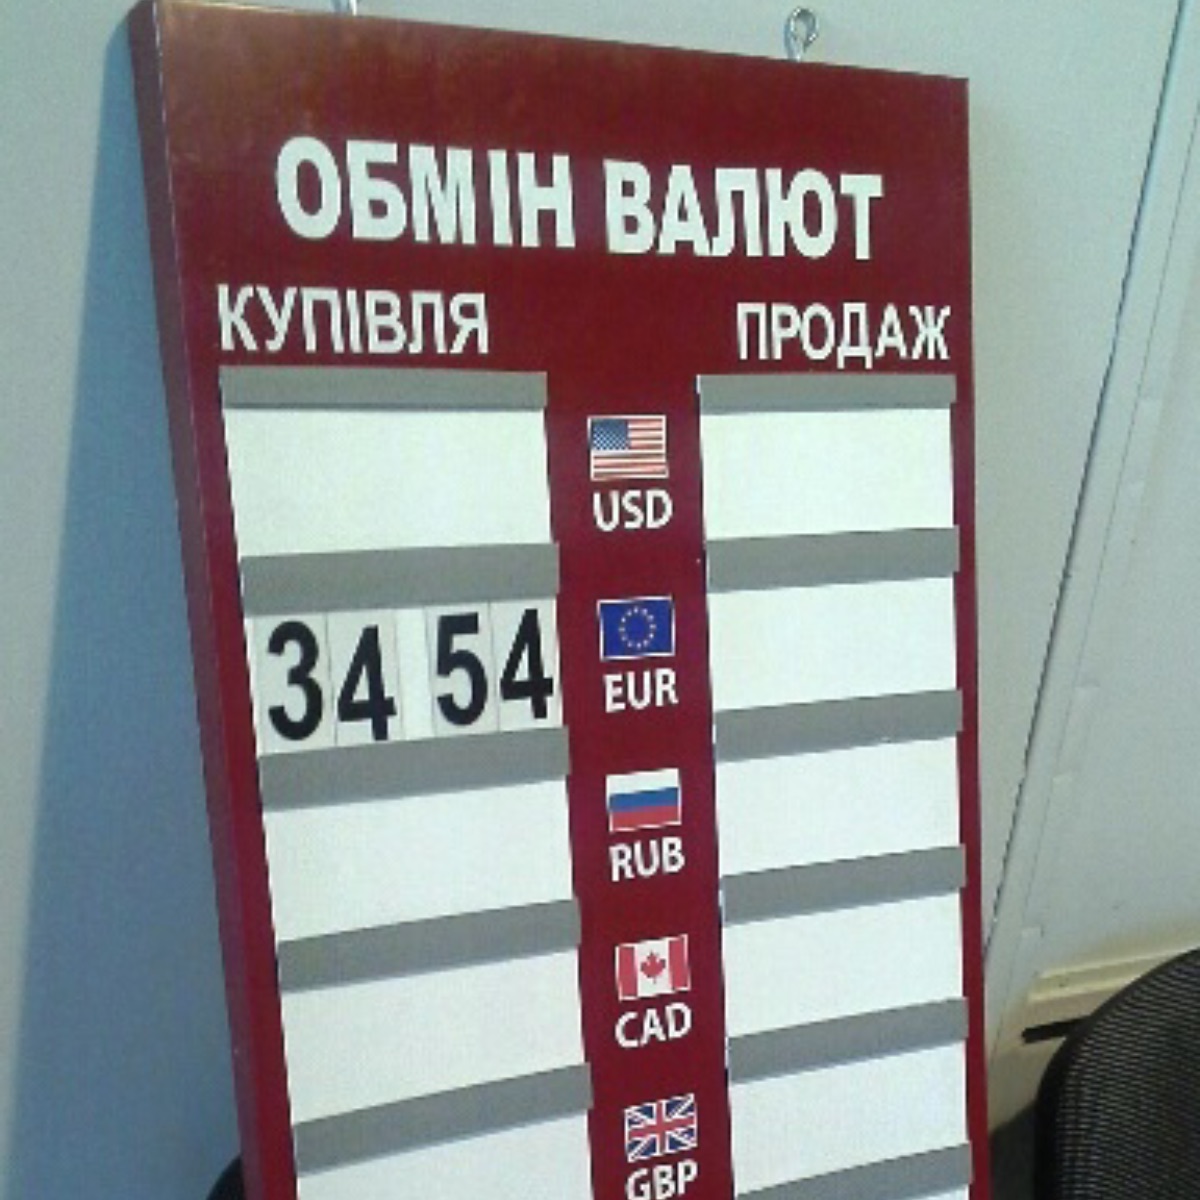 ОБМІН ВАЛЮТ
КУПІВЛЯ ПРОДАЖ
USD
34 54 EUR
RUB
CAD
GBP